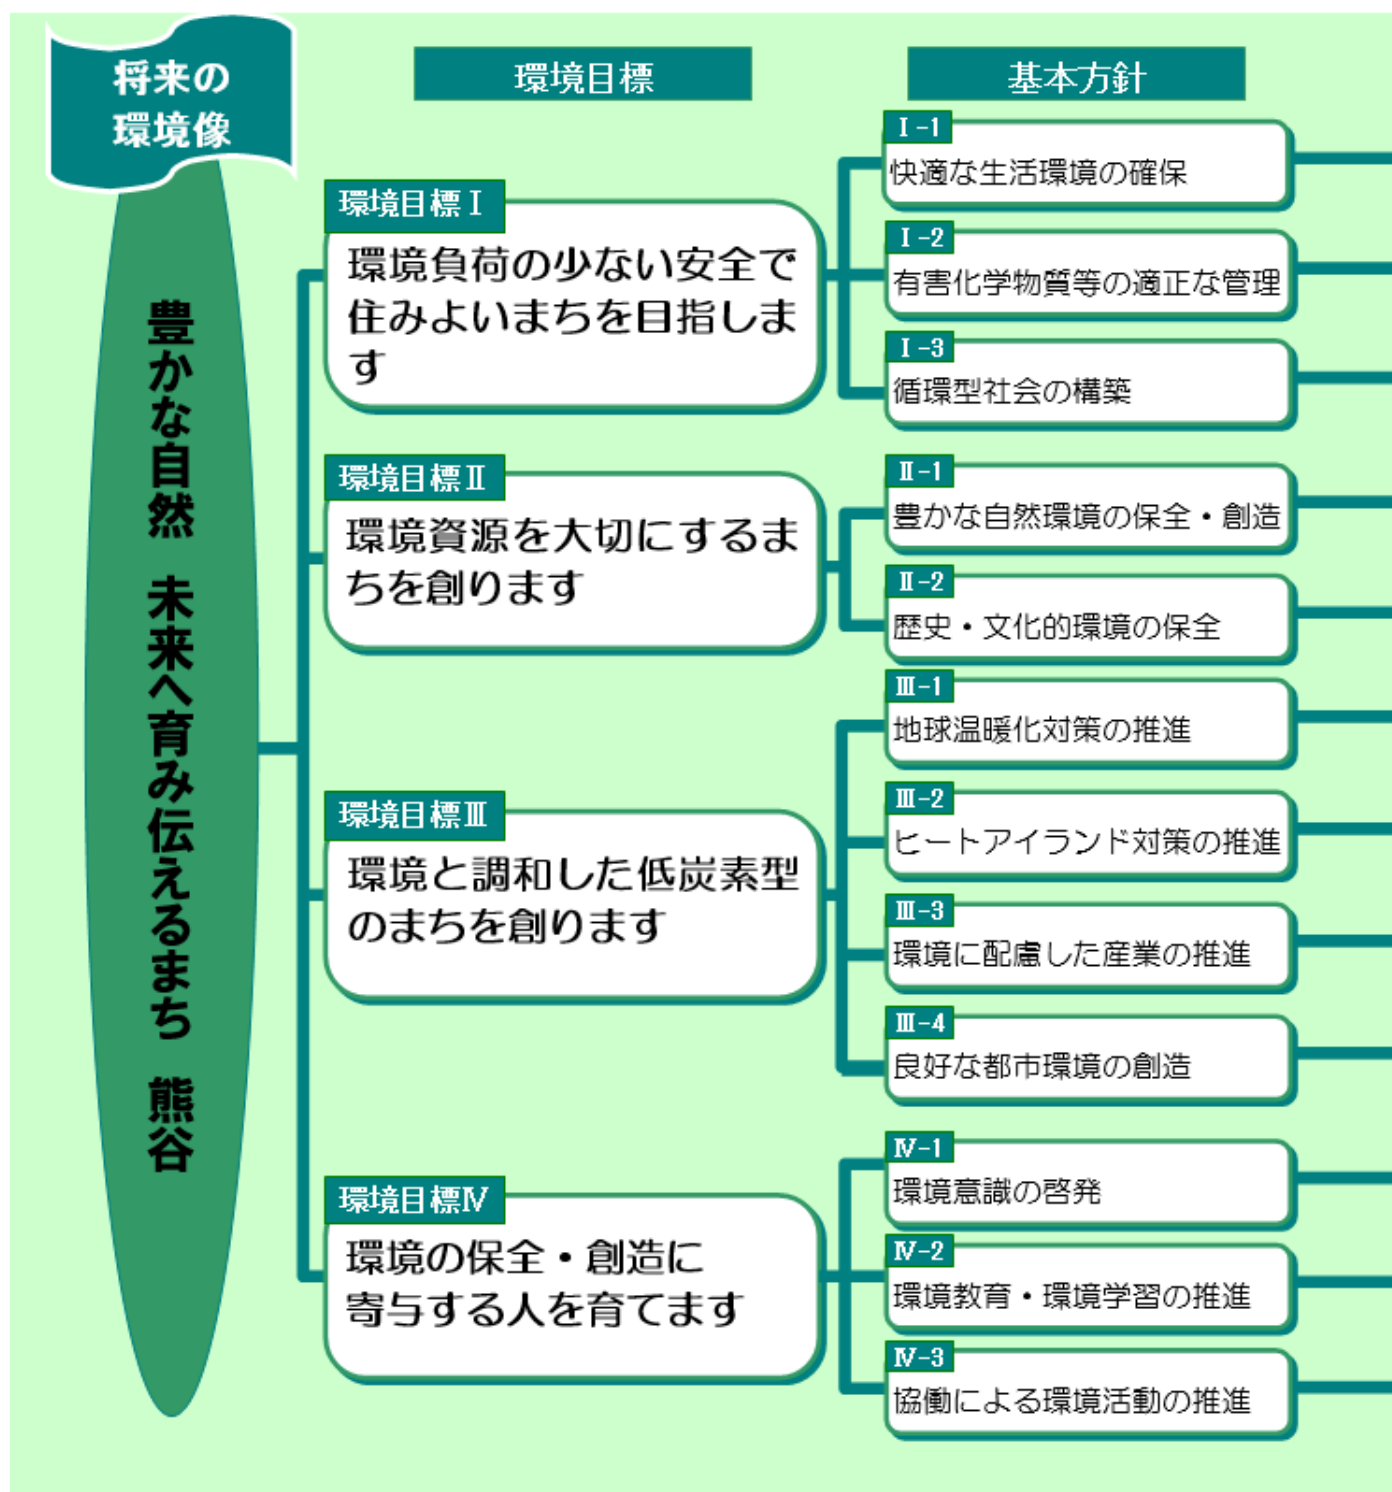 将来の
環境像
環境目標
基本方針
豊かな自然　未来へ育み伝えるまち　熊谷
環境目標Ⅰ
環境負荷の少ない安全で
住みよいまちを目指しま
す
Ⅰ-1
快適な生活環境の確保
Ⅰ-2
有害化学物質等の適正な管理
Ⅰ-3
循環型社会の構築
環境目標Ⅱ
環境資源を大切にするま
ちを創ります
Ⅱ-1
豊かな自然環境の保全・創造
Ⅱ-2
歴史・文化的環境の保全
環境目標Ⅲ
環境と調和した低炭素型
のまちを創ります
Ⅲ-1
地球温暖化対策の推進
Ⅲ-2
ヒートアイランド対策の推進
Ⅲ-3
環境に配慮した産業の推進
Ⅲ-4
良好な都市環境の創造
環境目標Ⅳ
環境の保全・創造に
寄与する人を育てます
Ⅳ-1
環境意識の啓発
Ⅳ-2
環境教育・環境学習の推進
Ⅳ-3
協働による環境活動の推進